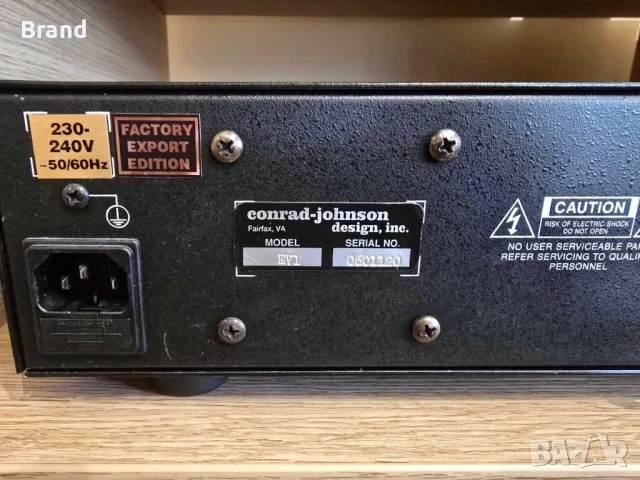 Brand
230-
240V
~50/60Hz
FACTORY
EXPORT
EDITION
conrad-johnson
Fairfax, VA design, inc.
MODEL SERIAL NO.
EV1 0601120
CAUTION
RISK OF ELECTRIC SHOCK
DO NOT OPEN
NO USER SERVICEABLE PA
REFER SERVICING TO QUALI
PERSONNEL
BAZAR